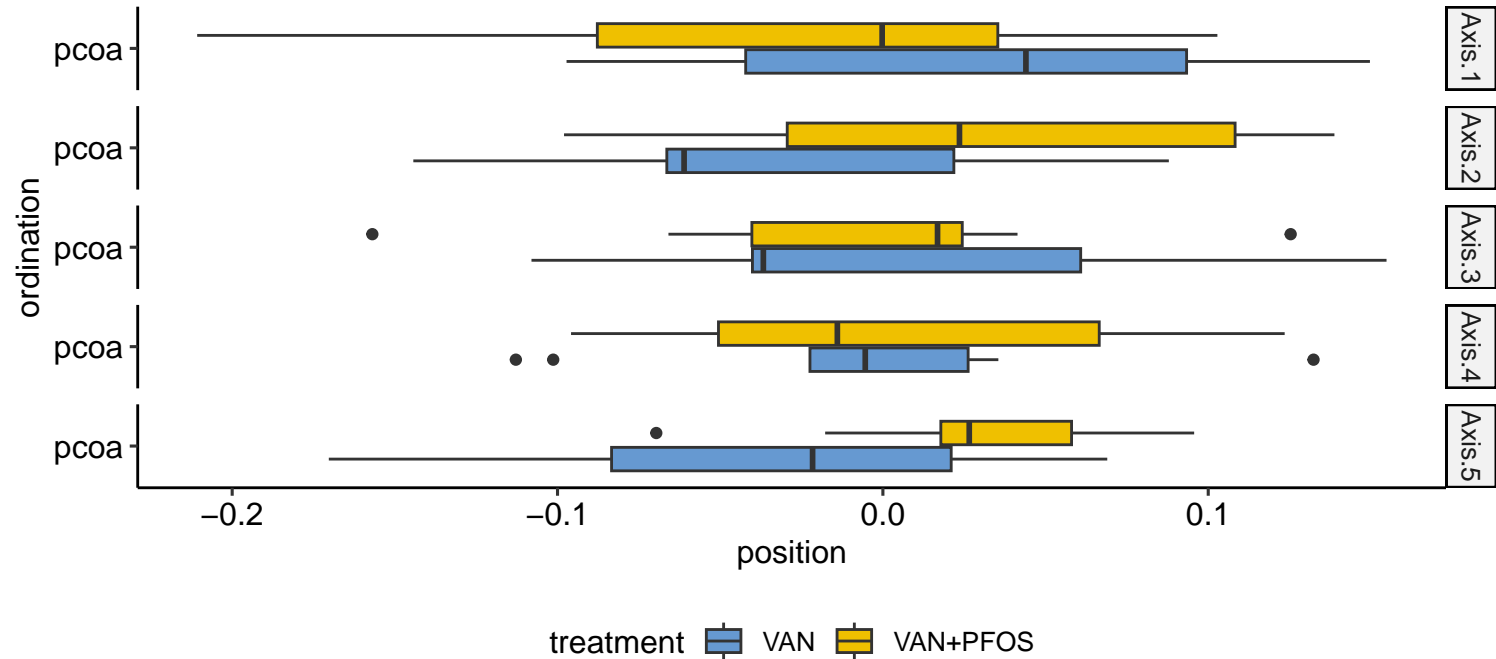 pcoa
Axis.1
pcoa
Axis.2
ordination
pcoa
Axis.3
pcoa
Axis.4
pcoa
Axis.5
−0.2 −0.1 0.0 0.1
position
treatment VAN VAN+PFOS